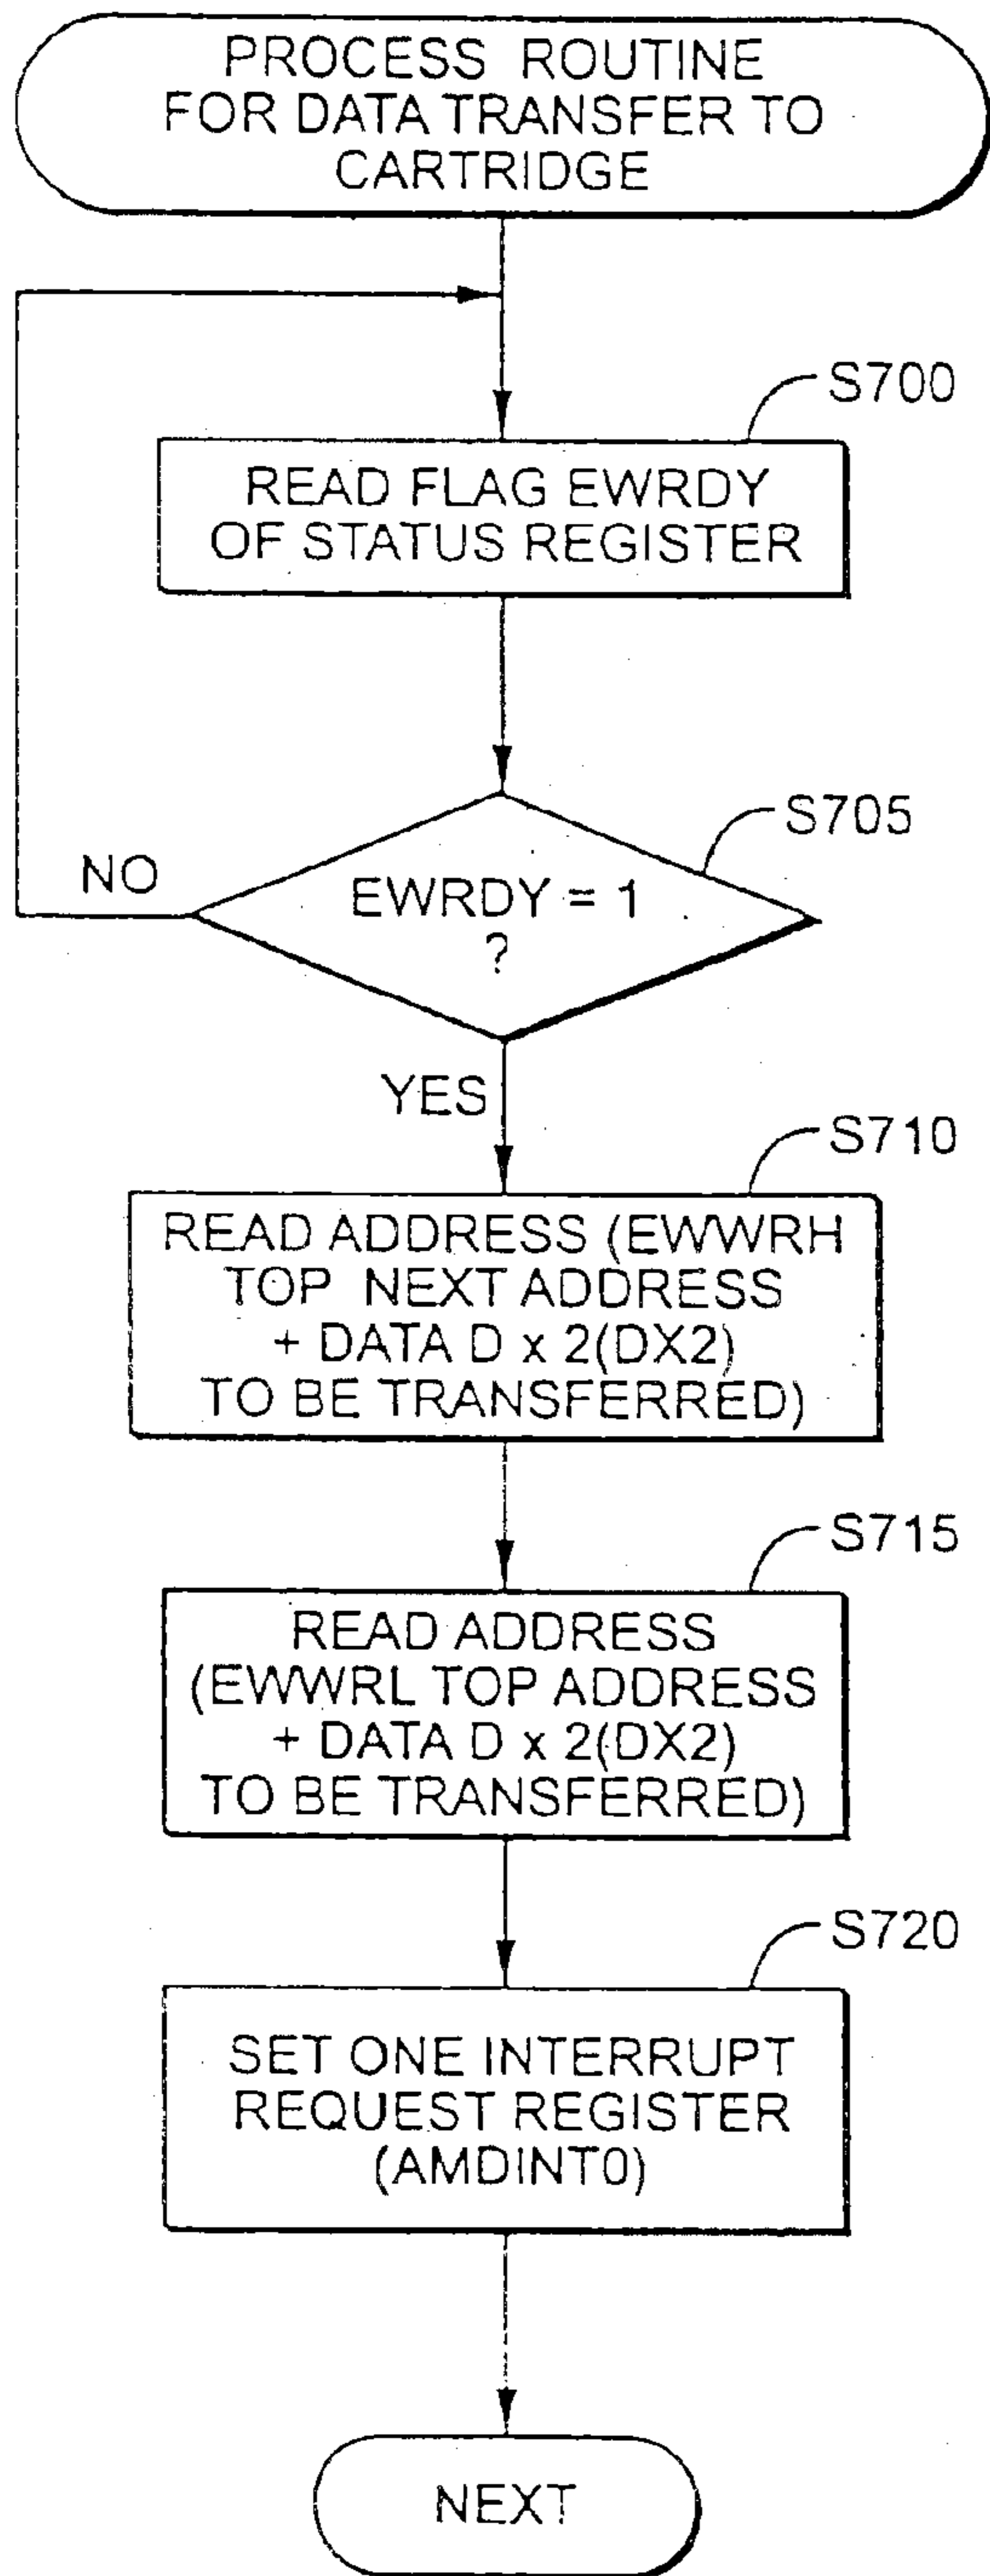 PROCESS ROUTINE
FOR DATA TRANSFER TO
CARTRIDGE
S700
READ FLAG EWRDY
OF STATUS REGISTER
S705
NO
EWRDY = 1
?
YES
S710
READ ADDRESS (EWWRH
TOP NEXT ADDRESS
+ DATA D x 2(DX2)
TO BE TRANSFERRED)
S715
READ ADDRESS
(EWWRL TOP ADDRESS
+ DATA D x 2(DX2)
TO BE TRANSFERRED)
S720
SET ONE INTERRUPT
REQUEST REGISTER
(AMDINT0)
NEXT